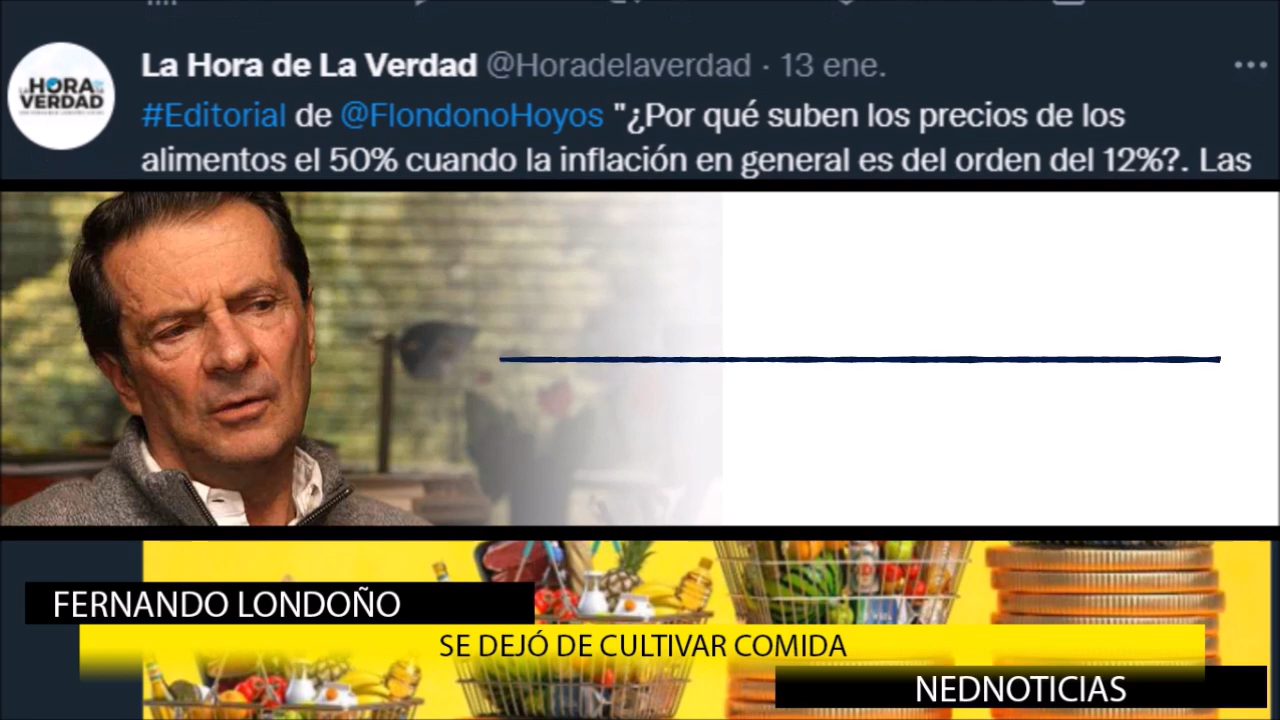 La Hora de La Verdad @Horadelaverdad · 13 ene.
HORA
VERDAD
#Editorial de @FlondonoHoyos "¿Por qué suben los precios de los
alimentos el 50% cuando la inflación en general es del orden del 12%?. Las
FERNANDO LONDOÑO
SE DEJÓ DE CULTIVAR COMIDA
NEDNOTICIAS